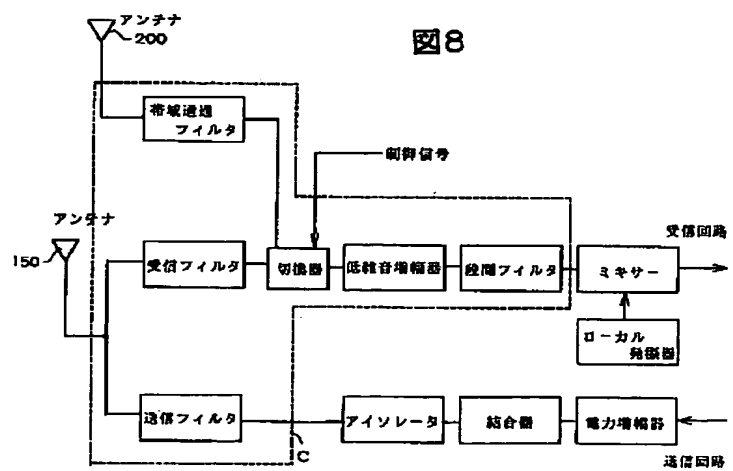 アンテナ
200
図8
帯域通過
フィルタ
制御信号
アンテナ
150
受信フィルタ
切換器
低雑音増幅器
段間フィルタ
受信回路
ミキサー
ローカル
発振器
送信フィルタ
C
アイソレータ
結合器
電力増幅器
送信回路